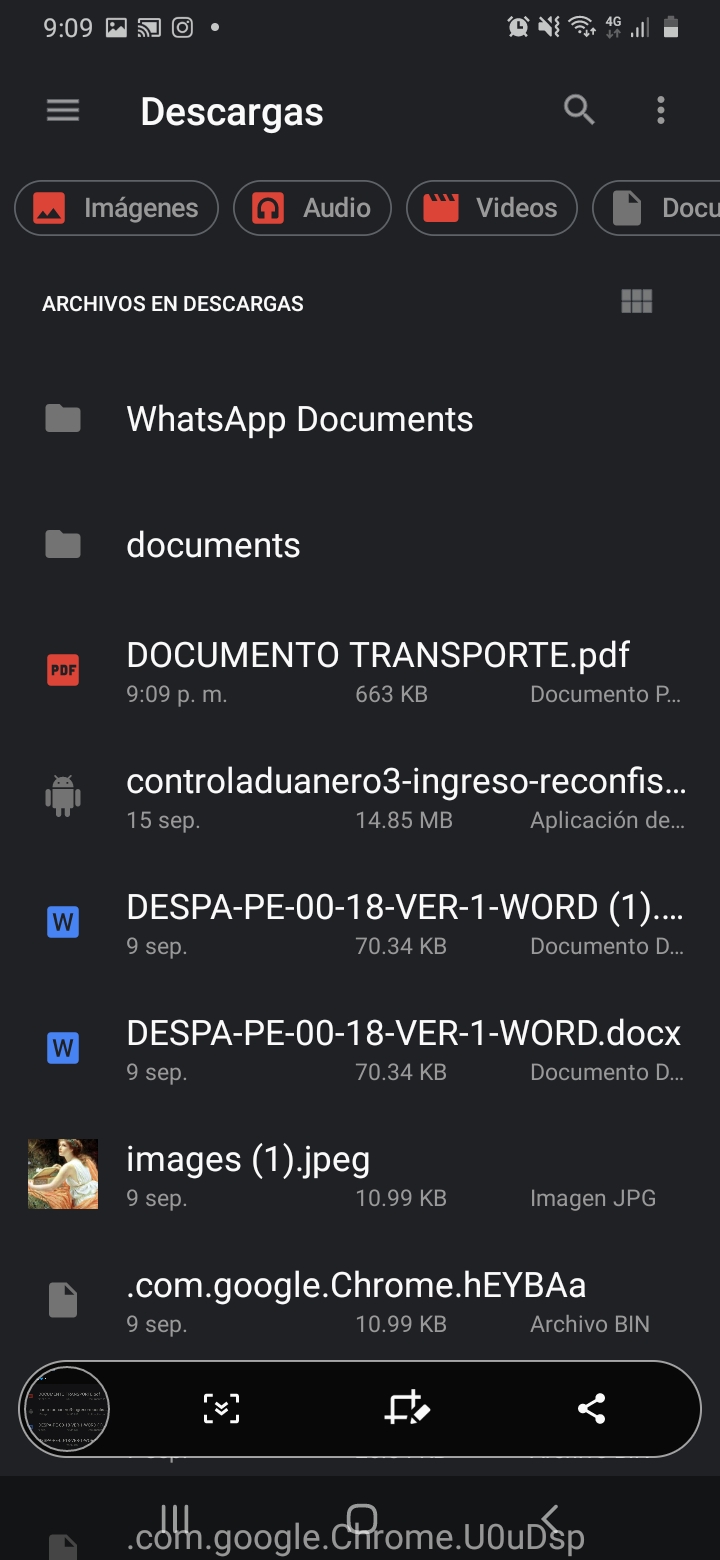 9:09
4G
Descargas
Imágenes
Audio
Videos
Docu
ARCHIVOS EN DESCARGAS
WhatsApp Documents
documents
PDF
DOCUMENTO TRANSPORTE.pdf
9:09 p. m. 663 KB Documento P...
controladuanero3-ingreso-reconfis...
15 sep. 14.85 MB Aplicación de...
W
DESPA-PE-00-18-VER-1-WORD (1)....
9 sep. 70.34 KB Documento D...
W
DESPA-PE-00-18-VER-1-WORD.docx
9 sep. 70.34 KB Documento D...
images (1).jpeg
9 sep. 10.99 KB Imagen JPG
.com.google.Chrome.hEYBAa
9 sep. 10.99 KB Archivo BIN
.com.google.Chrome.U0uDsp